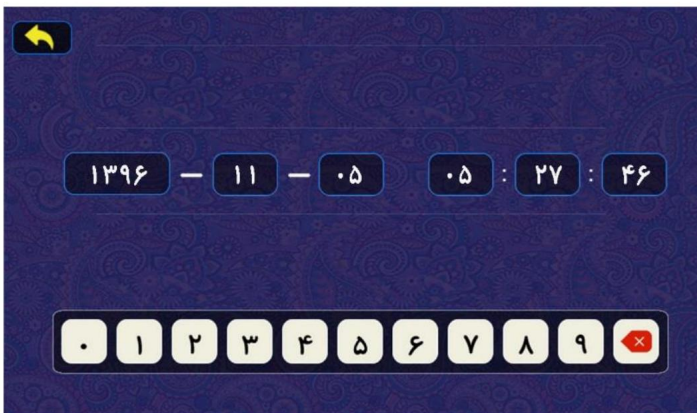 ۱۳۹۶ - ۱۱ - ۰۵ ۰۵ : ۲۷ : ۴۶
۰ ۱ ۲ ۳ ۴ ۵ ۶ ۷ ۸ ۹